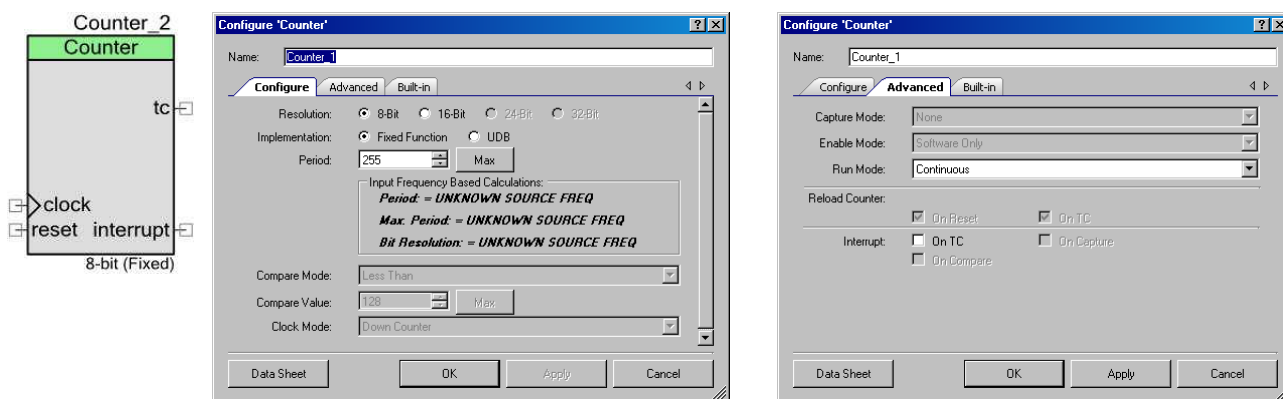 Counter_2
Counter
tc
clock
reset interrupt
8-bit (Fixed)
Configure 'Counter'
Name: Counter_1
Configure Advanced Built-in
Resolution: 8-Bit 16-Bit 24-Bit 32-Bit
Implementation: Fixed Function UDB
Period: 255 Max
Input Frequency Based Calculations:
Period: = UNKNOWN SOURCE FREQ
Max. Period: = UNKNOWN SOURCE FREQ
Bit Resolution: = UNKNOWN SOURCE FREQ
Compare Mode: Less Than
Compare Value: 128 Max
Clock Mode: Down Counter
Data Sheet OK Apply Cancel
Configure 'Counter'
Name: Counter_1
Configure Advanced Built-in
Capture Mode: None
Enable Mode: Software Only
Run Mode: Continuous
Reload Counter:
On Reset On TC
Interrupt: On TC On Capture
On Compare
Data Sheet OK Apply Cancel